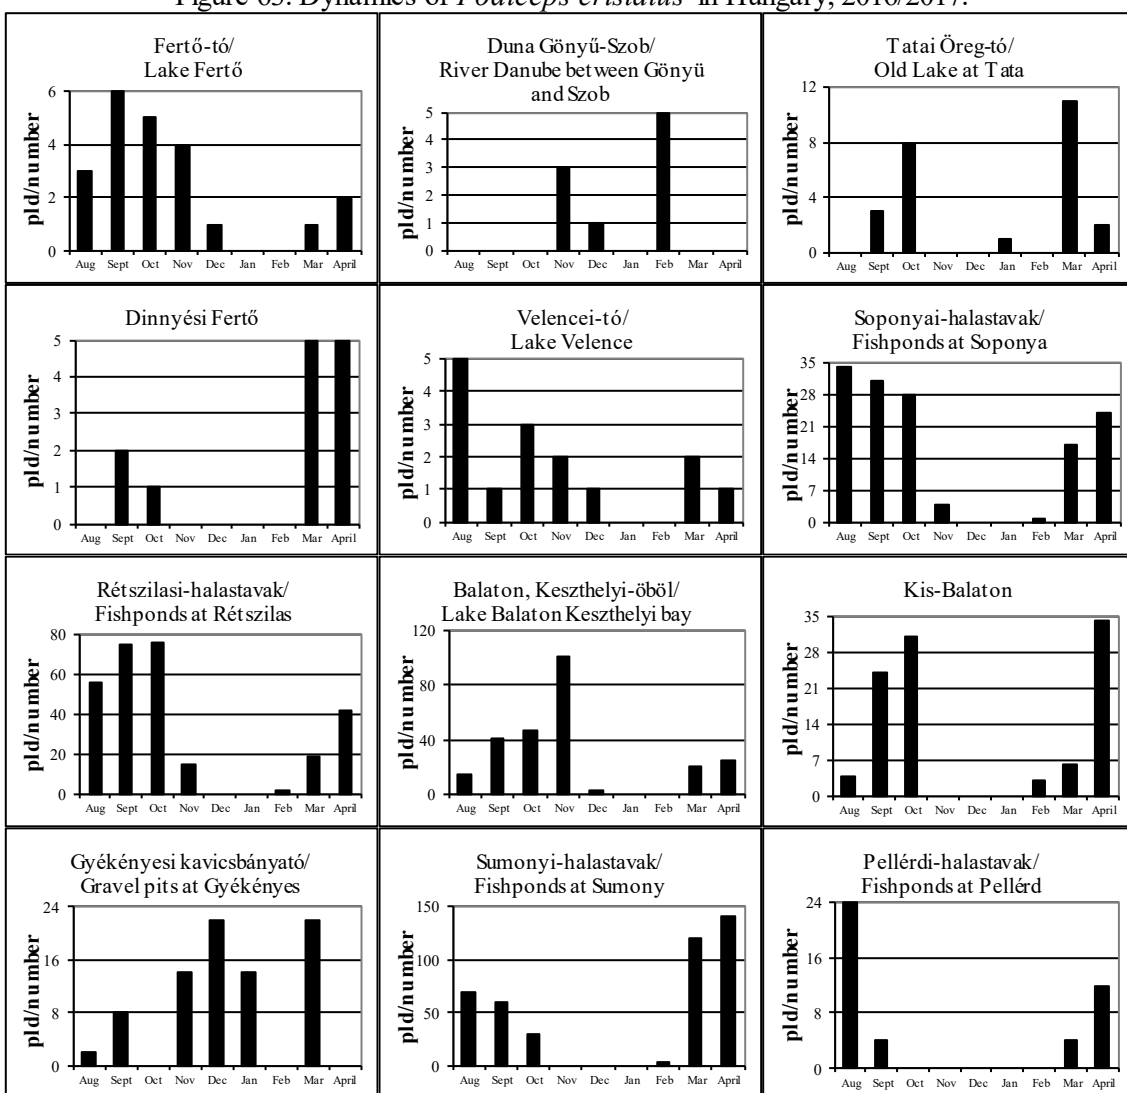 Figure 63. Dynamics of Podiceps cristatus in Hungary, 2016/2017.
Fertő-tó/
Lake Fertő
pld/number
6
4
2
0
Aug Sept Oct Nov Dec Jan Feb Mar April
Duna Gönyű-Szob/
River Danube between Gönyü
and Szob
pld/number
5
4
3
2
1
0
Aug Sept Oct Nov Dec Jan Feb Mar April
Tatai Öreg-tó/
Old Lake at Tata
pld/number
12
8
4
0
Aug Sept Oct Nov Dec Jan Feb Mar April
Dinnyési Fertő
pld/number
5
4
3
2
1
0
Aug Sept Oct Nov Dec Jan Feb Mar April
Velencei-tó/
Lake Velence
pld/number
5
4
3
2
1
0
Aug Sept Oct Nov Dec Jan Feb Mar April
Soponyai-halastavak/
Fishponds at Soponya
pld/number
35
28
21
14
7
0
Aug Sept Oct Nov Dec Jan Feb Mar April
Rétszilasi-halastavak/
Fishponds at Rétszilas
pld/number
80
60
40
20
0
Aug Sept Oct Nov Dec Jan Feb Mar April
Balaton, Keszthelyi-öböl/
Lake Balaton Keszthelyi bay
pld/number
120
80
40
0
Aug Sept Oct Nov Dec Jan Feb Mar April
Kis-Balaton
pld/number
35
28
21
14
7
0
Aug Sept Oct Nov Dec Jan Feb Mar April
Gyékényesi kavicsbányató/
Gravel pits at Gyékényes
pld/number
24
16
8
0
Aug Sept Oct Nov Dec Jan Feb Mar April
Sumonyi-halastavak/
Fishponds at Sumony
pld/number
150
100
50
0
Aug Sept Oct Nov Dec Jan Feb Mar April
Pellérdi-halastavak/
Fishponds at Pellérd
pld/number
24
16
8
0
Aug Sept Oct Nov Dec Jan Feb Mar April